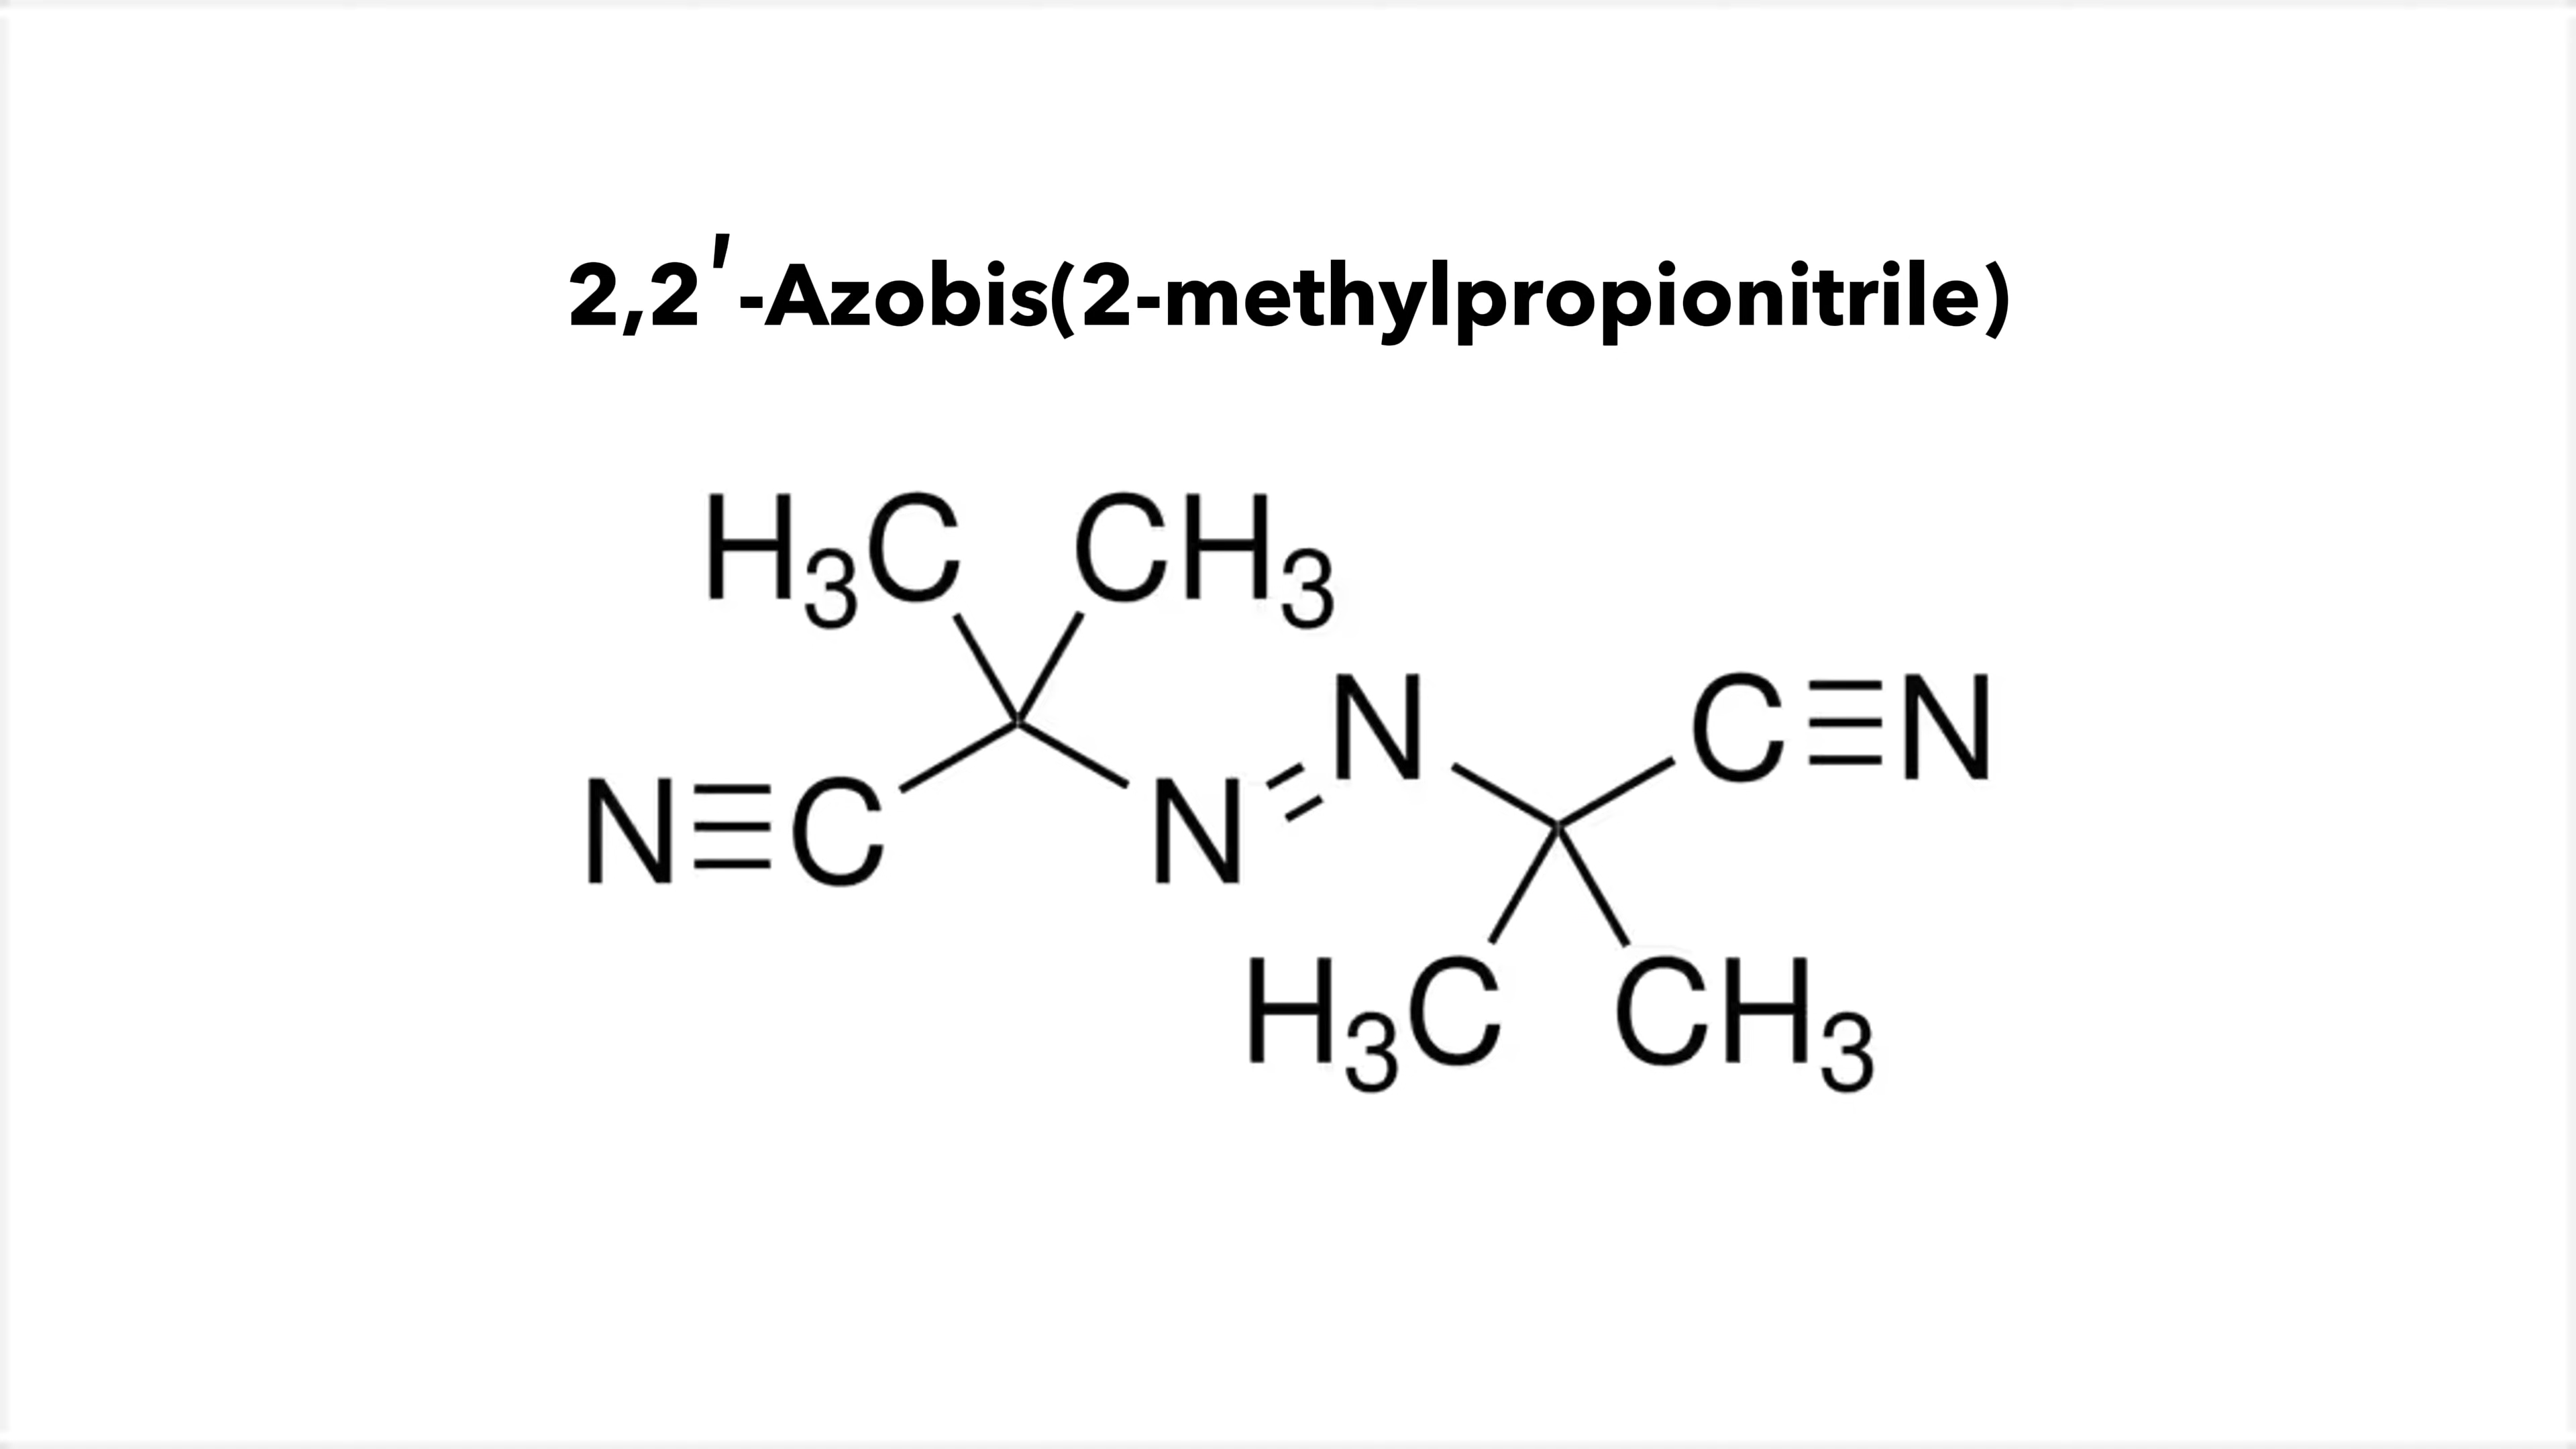 2,2′-Azobis(2-methylpropionitrile)
H₃C CH₃
N C≡N
N≡C N
H₃C CH₃